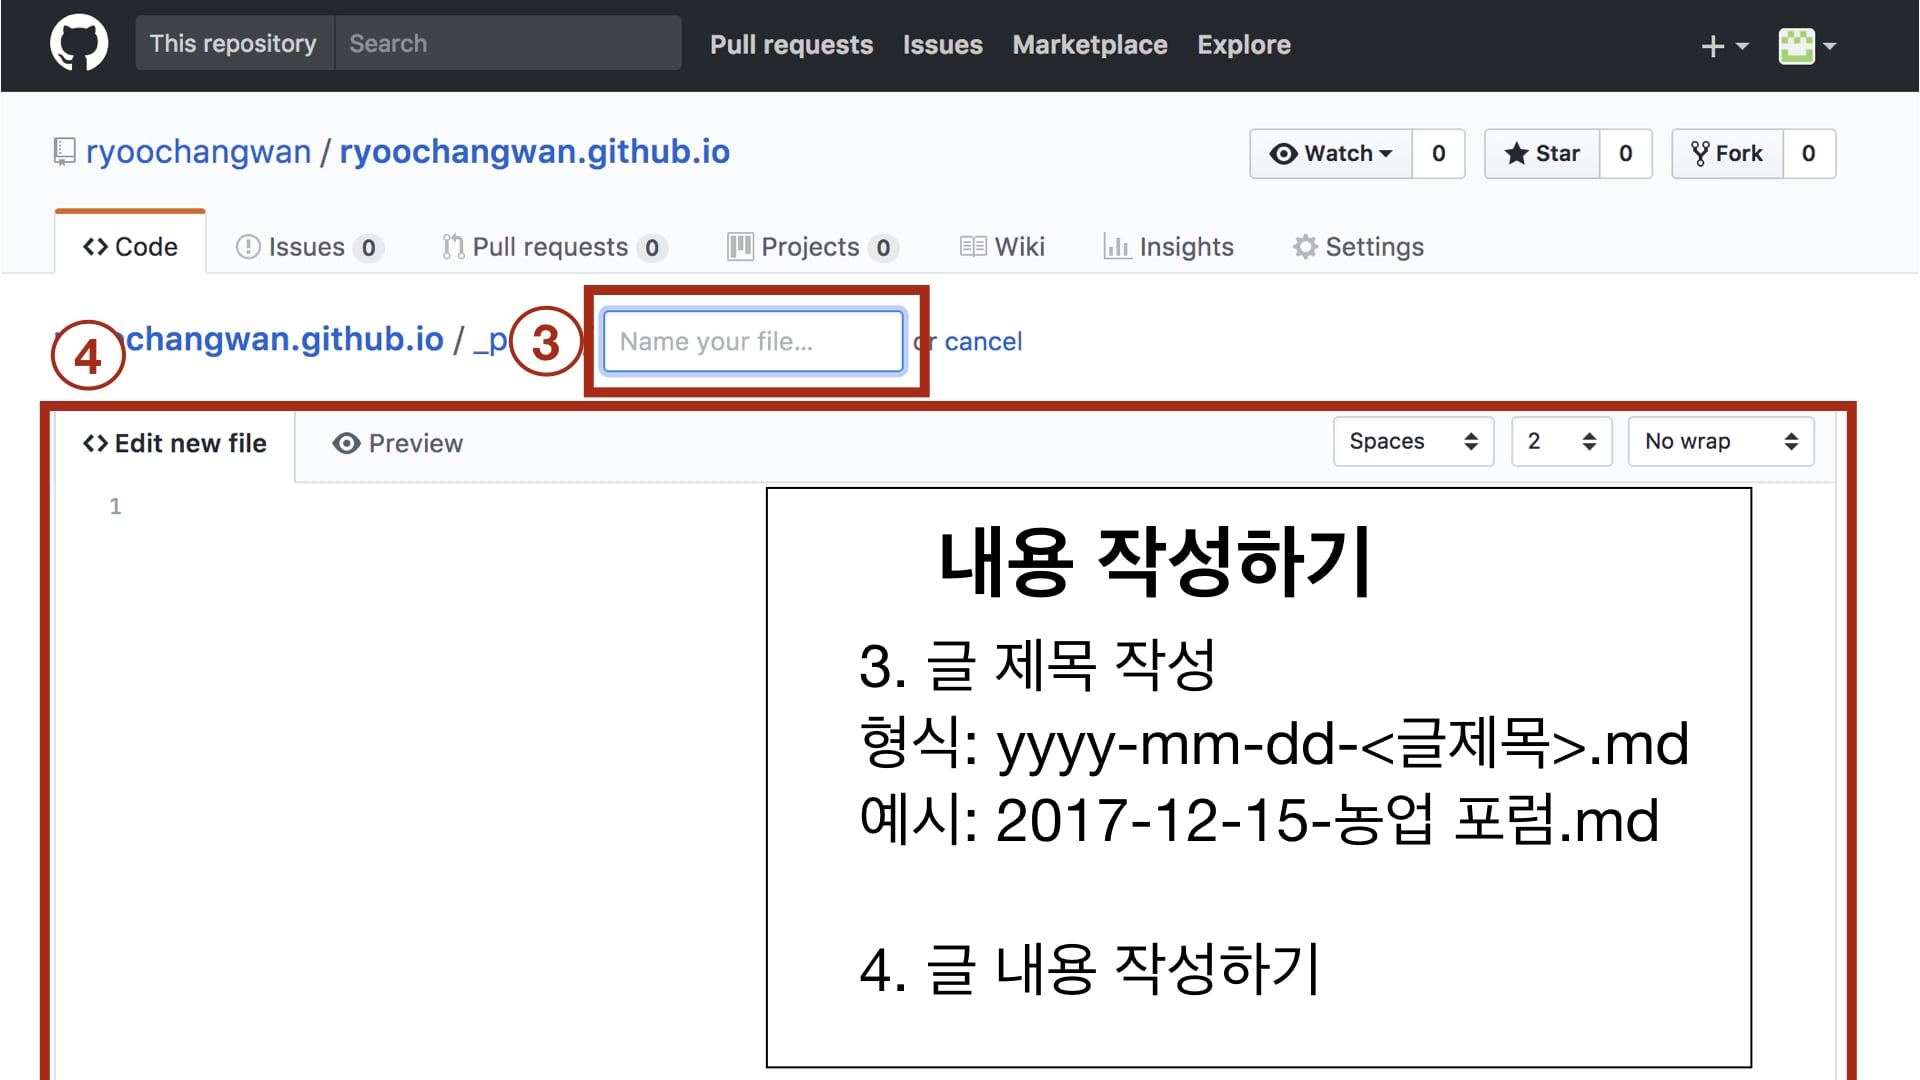 This repository Search Pull requests Issues Marketplace Explore
ryoochangwan / ryoochangwan.github.io Watch 0 Star 0 Fork 0
Code Issues 0 Pull requests 0 Projects 0 Wiki Insights Settings
changwan.github.io / _p ③ Name your file... or cancel
④
Edit new file Preview Spaces 2 No wrap
1
내용 작성하기
3. 글 제목 작성
형식: yyyy-mm-dd-<글제목>.md
예시: 2017-12-15-농업 포럼.md
4. 글 내용 작성하기